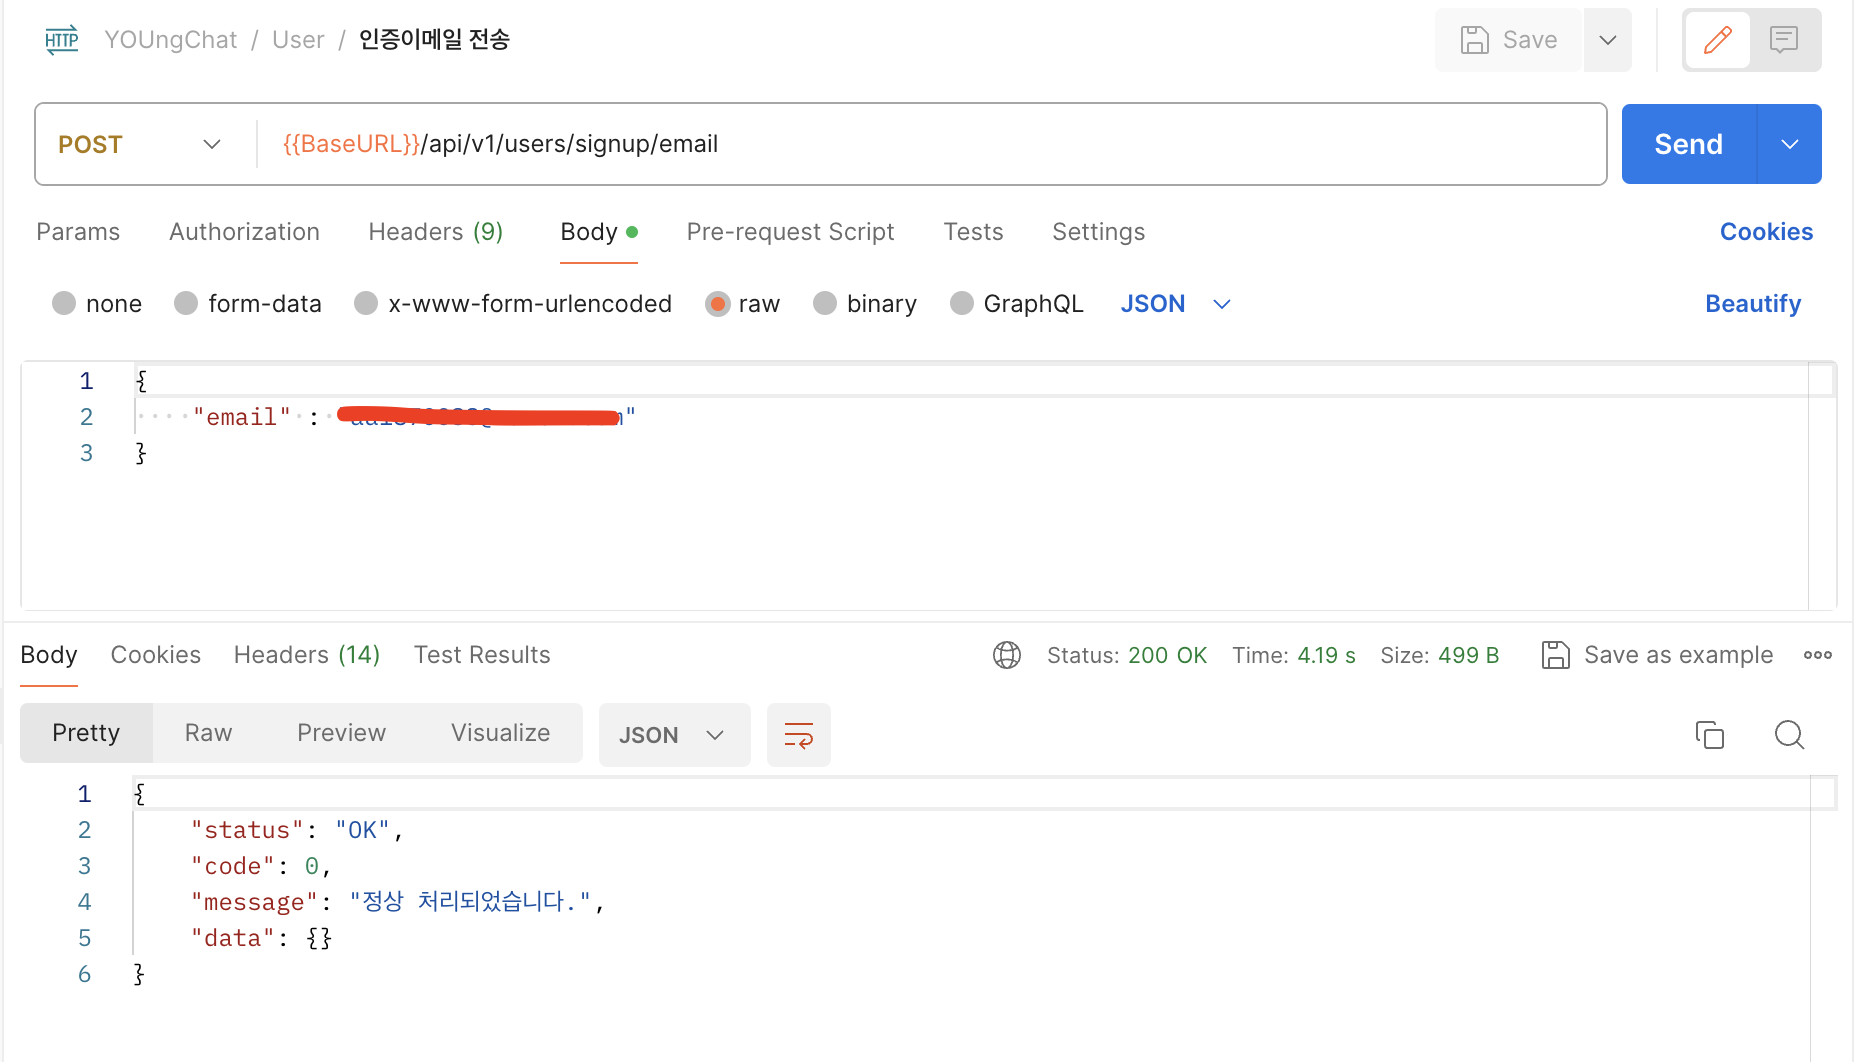 HTTP YOUngChat / User / 인증이메일 전송 Save
POST {{BaseURL}}/api/v1/users/signup/email Send
Params Authorization Headers (9) Body Pre-request Script Tests Settings Cookies
none form-data x-www-form-urlencoded raw binary GraphQL JSON Beautify
1 {
2 "email" : "
3 }
Body Cookies Headers (14) Test Results Status: 200 OK Time: 4.19 s Size: 499 B Save as example
Pretty Raw Preview Visualize JSON
1 {
2 "status": "OK",
3 "code": 0,
4 "message": "정상 처리되었습니다.",
5 "data": {}
6 }